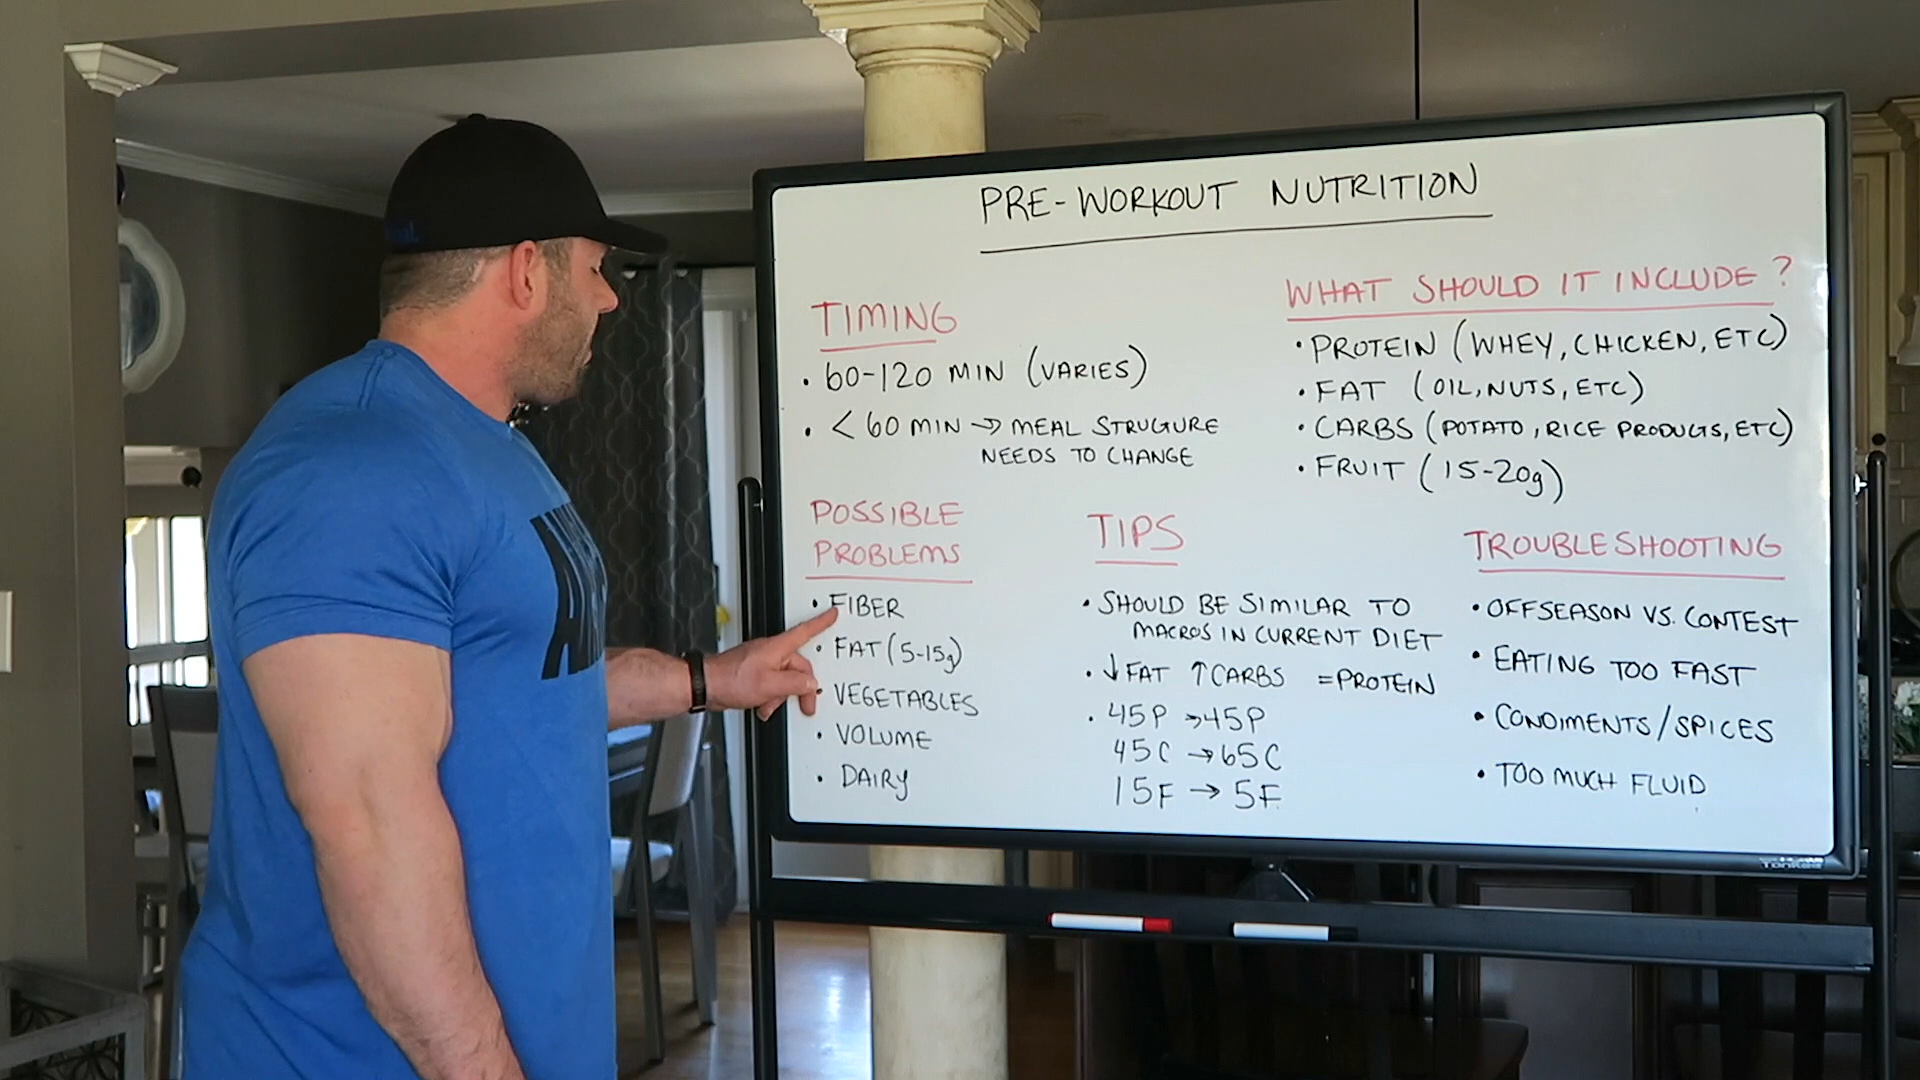 PRE-WORKOUT NUTRITION
TIMING
• 60-120 MIN (VARIES)
• < 60 MIN → MEAL STRUCTURE
NEEDS TO CHANGE
WHAT SHOULD IT INCLUDE?
• PROTEIN (WHEY, CHICKEN, ETC)
• FAT (OIL, NUTS, ETC)
• CARBS (POTATO, RICE PRODUCTS, ETC)
• FRUIT (15-20g)
POSSIBLE
PROBLEMS
• FIBER
• FAT (5-15g)
• VEGETABLES
• VOLUME
• DAIRY
TIPS
• SHOULD BE SIMILAR TO
MACROS IN CURRENT DIET
• ↓ FAT ↑ CARBS = PROTEIN
• 45P → 45P
45C → 65C
15F → 5F
TROUBLESHOOTING
• OFFSEASON VS. CONTEST
• EATING TOO FAST
• CONDIMENTS/SPICES
• TOO MUCH FLUID